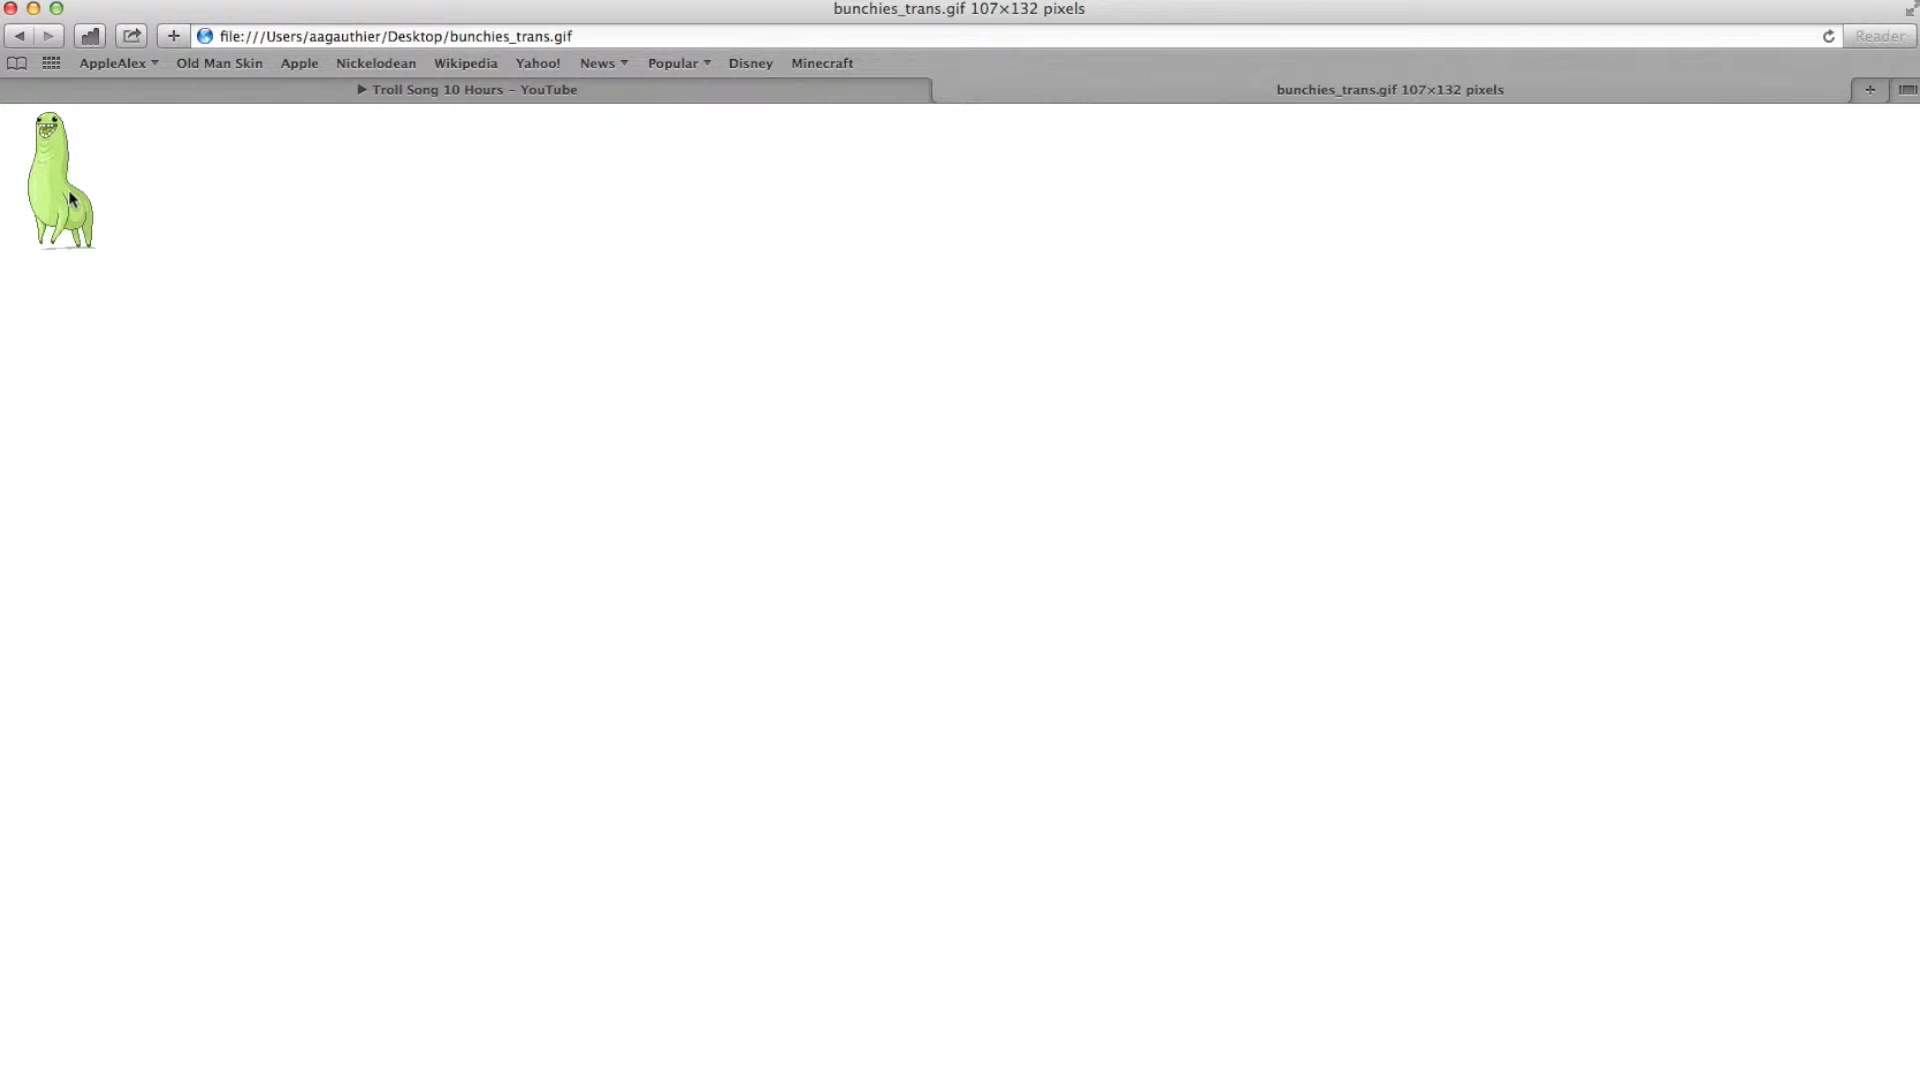 bunchies_trans.gif 107×132 pixels
file:///Users/aagauthier/Desktop/bunchies_trans.gif
Reader
AppleAlex Old Man Skin Apple Nickelodean Wikipedia Yahoo! News Popular Disney Minecraft
Troll Song 10 Hours – YouTube
bunchies_trans.gif 107×132 pixels